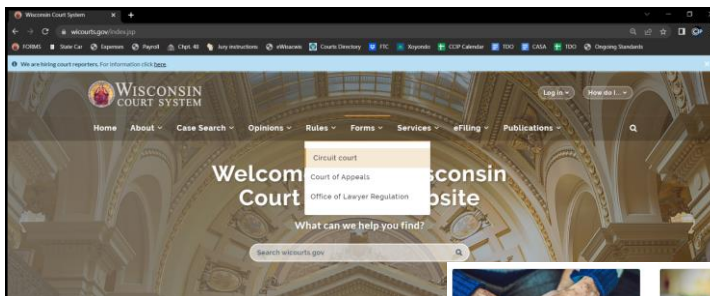 Wisconsin Court System
wicourts.gov/index.jsp
FORMS State Car Expenses Payroll Chpt. 48 Jury instructions eWisacwis Courts Directory FTC Koyondo CCIP Calendar TDO CASA TDO Ongoing Standards
We are hiring court reporters. For information click here.
WISCONSIN
COURT SYSTEM
Log in How do I...
Home About Case Search Opinions Rules Forms Services eFiling Publications
Circuit court
Court of Appeals
Office of Lawyer Regulation
Welcom sconsin
Court bsite
What can we help you find?
Search wicourts.gov